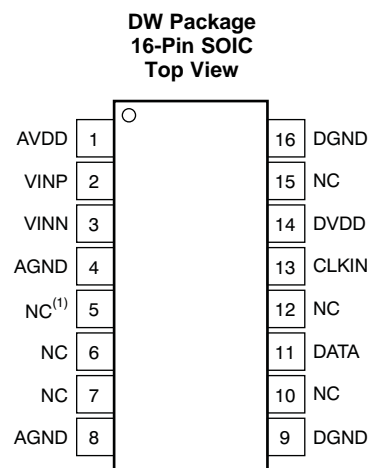 DW Package
16-Pin SOIC
Top View
AVDD 1 16 DGND
VINP 2 15 NC
VINN 3 14 DVDD
AGND 4 13 CLKIN
NC(1) 5 12 NC
NC 6 11 DATA
NC 7 10 NC
AGND 8 9 DGND